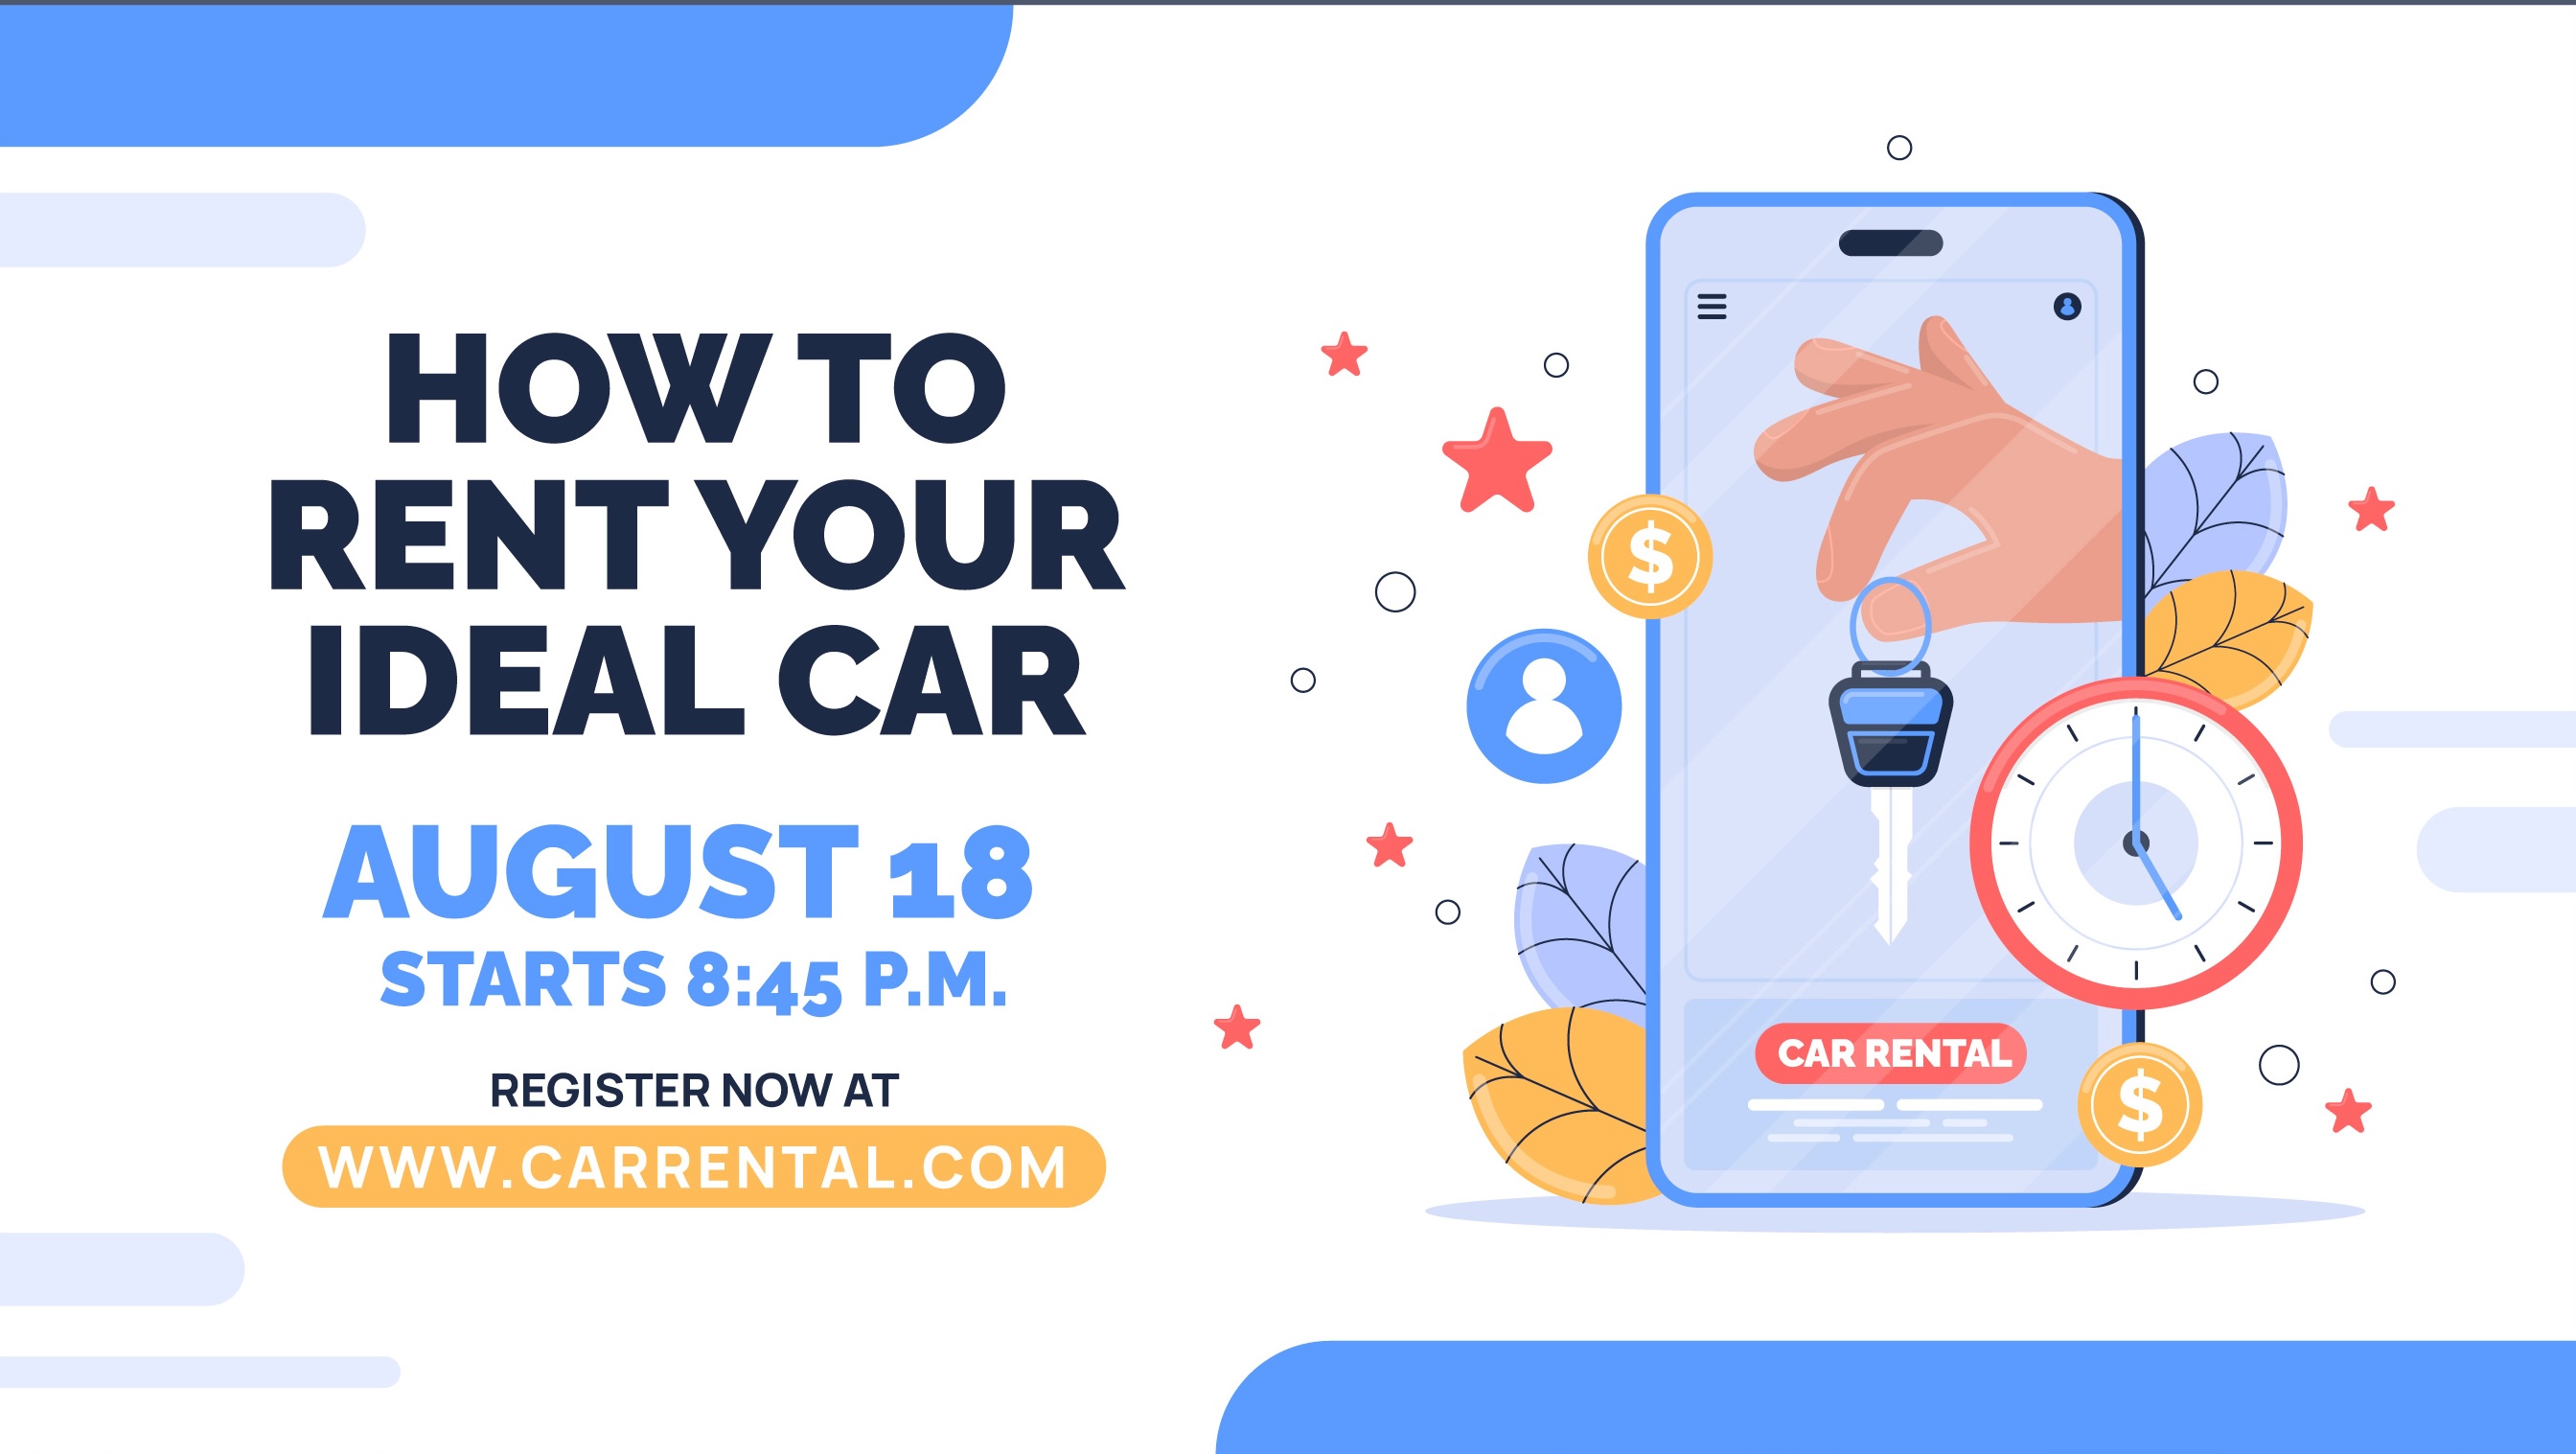 HOW TO
RENT YOUR
IDEAL CAR
AUGUST 18
STARTS 8:45 P.M.
REGISTER NOW AT
WWW.CARRENTAL.COM
$
CAR RENTAL
$